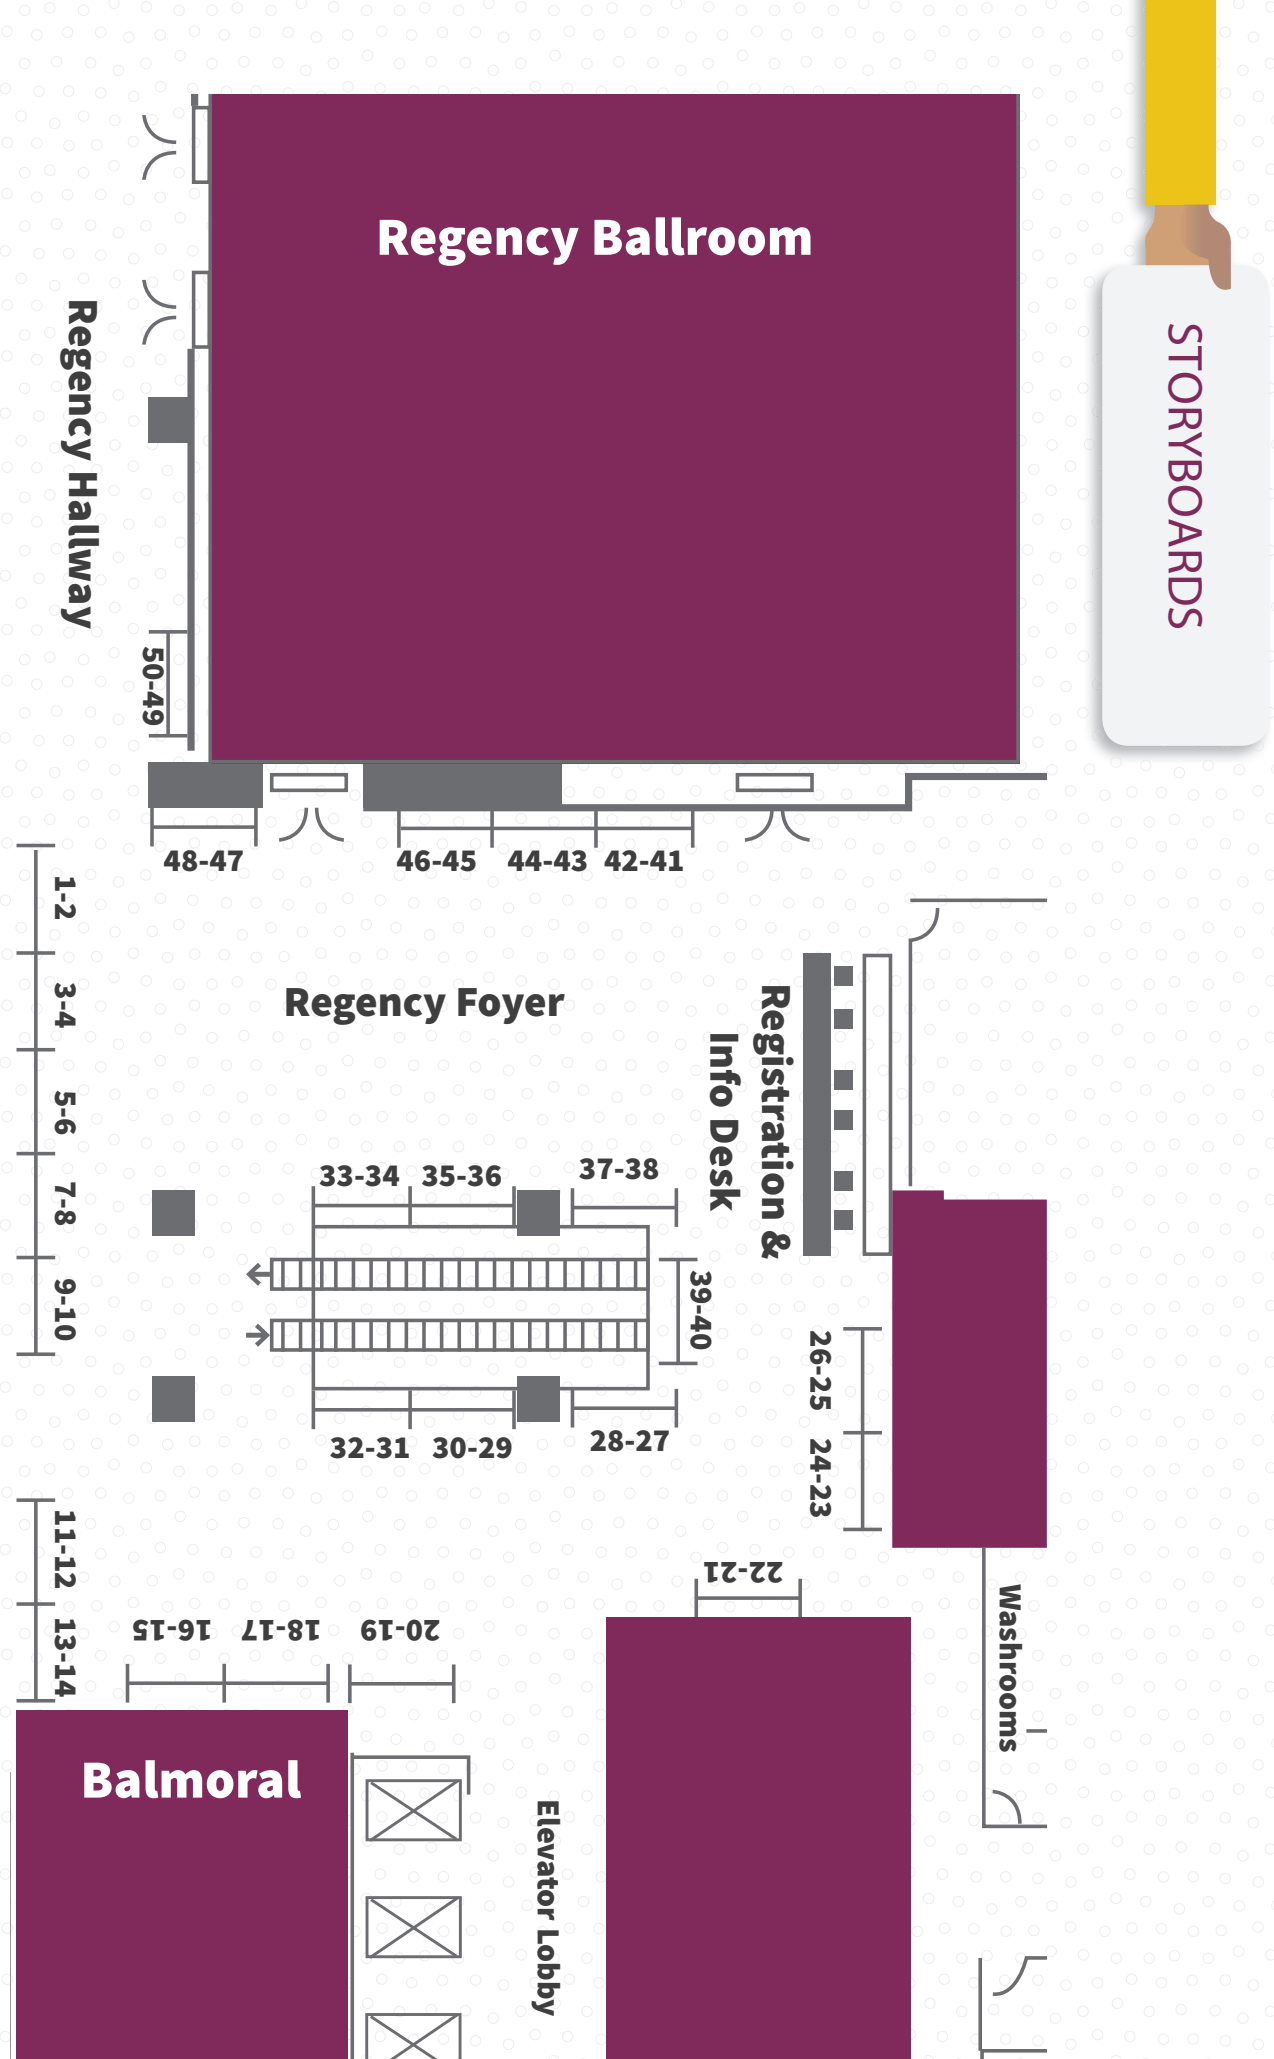 Regency Ballroom
STORYBOARDS
Regency Hallway
50-49
48-47
46-45
44-43
42-41
1-2
3-4
5-6
7-8
9-10
Regency Foyer
Registration &
Info Desk
33-34
35-36
37-38
39-40
32-31
30-29
28-27
26-25
24-23
22-21
11-12
13-14
16-15
18-17
20-19
Washrooms
Balmoral
Elevator Lobby